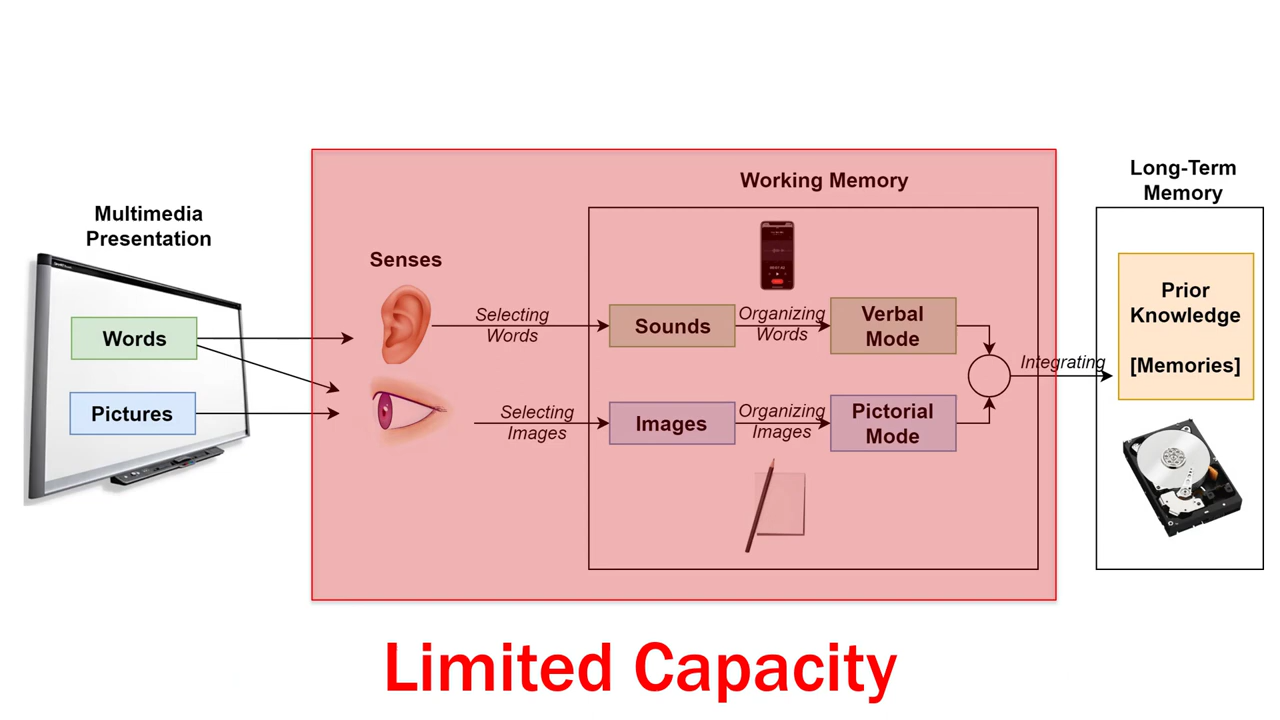 Working Memory
Long-Term
Memory
Multimedia
Presentation
Senses
Words
Pictures
Selecting
Words
Sounds
Organizing
Words
Verbal
Mode
Selecting
Images
Images
Organizing
Images
Pictorial
Mode
Integrating
Prior
Knowledge
[Memories]
Limited Capacity